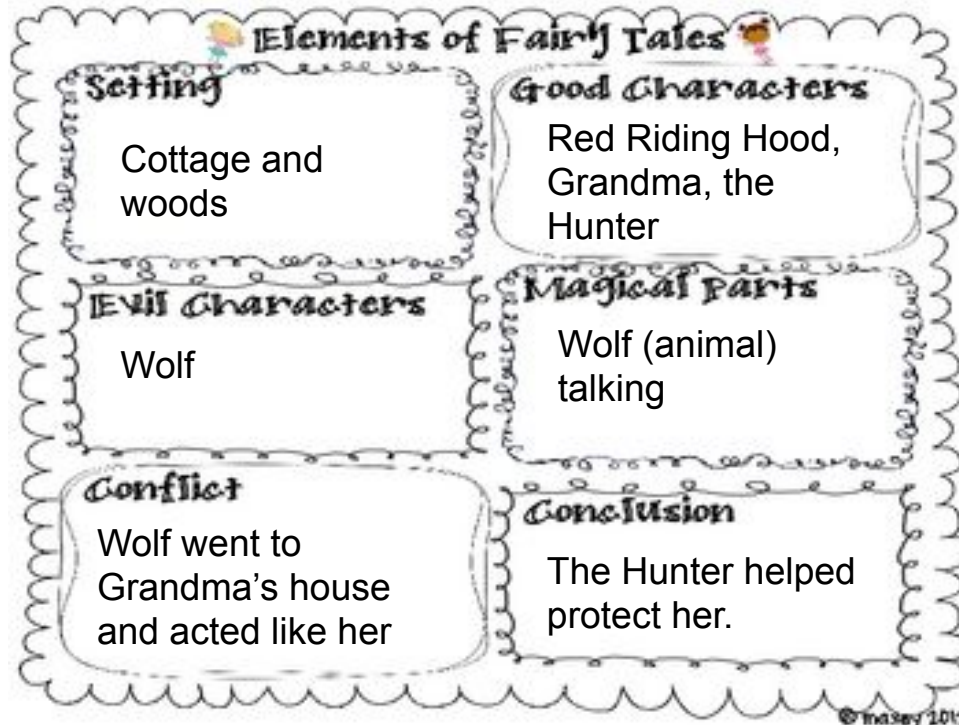 Elements of Fairy Tales
Setting
Cottage and
woods
Good Characters
Red Riding Hood,
Grandma, the
Hunter
Evil Characters
Wolf
Magical Parts
Wolf (animal)
talking
Conflict
Wolf went to
Grandma’s house
and acted like her
Conclusion
The Hunter helped
protect her.